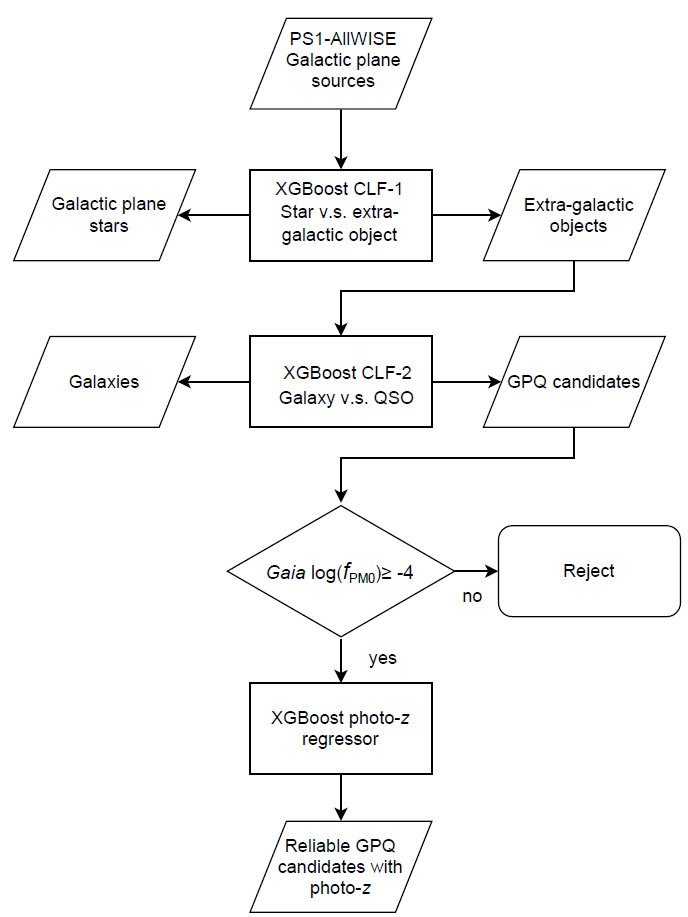 PS1-AllWISE
Galactic plane
sources
Galactic plane
stars
XGBoost CLF-1
Star v.s. extra-
galactic object
Extra-galactic
objects
Galaxies
XGBoost CLF-2
Galaxy v.s. QSO
GPQ candidates
Gaia log(fPM0)≥ -4
no
Reject
yes
XGBoost photo-z
regressor
Reliable GPQ
candidates with
photo-z